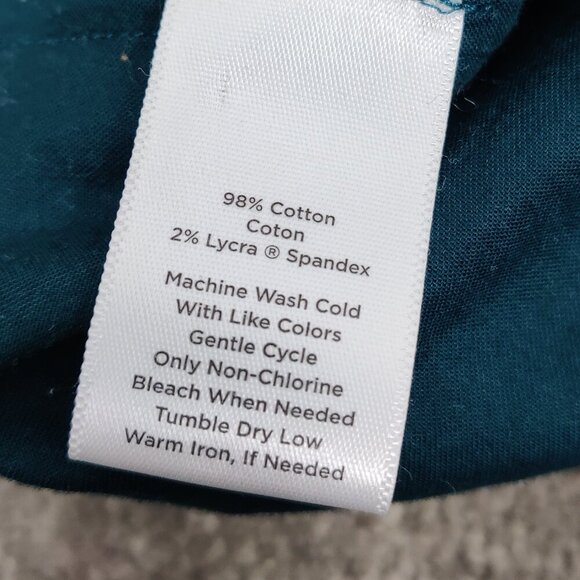 98% Cotton
Coton
2% Lycra ® Spandex
Machine Wash Cold
With Like Colors
Gentle Cycle
Only Non-Chlorine
Bleach When Needed
Tumble Dry Low
Warm Iron, If Needed